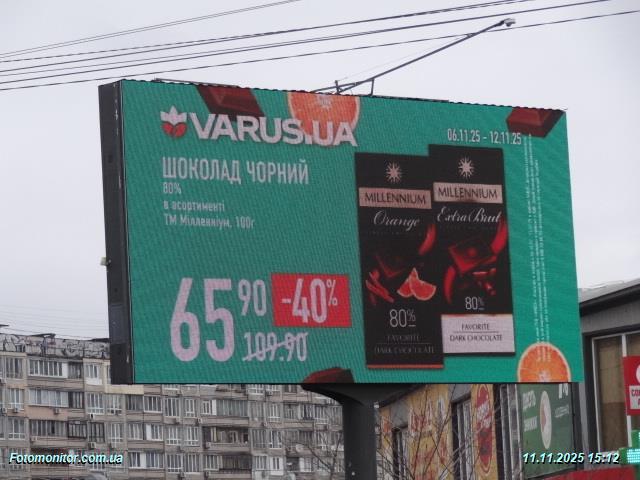 VARUS.UA
06.11.25 - 12.11.25
ШОКОЛАД ЧОРНИЙ
80%
в асортименті
ТМ Мілленніум, 100г
65 90
-40%
109.90
MILLENNIUM
Orange
80%
FAVORITE
DARK CHOCOLATE
MILLENNIUM
Extra Brut
80%
FAVORITE
DARK CHOCOLATE
Fotomonitor.com.ua
11.11.2025 15:12